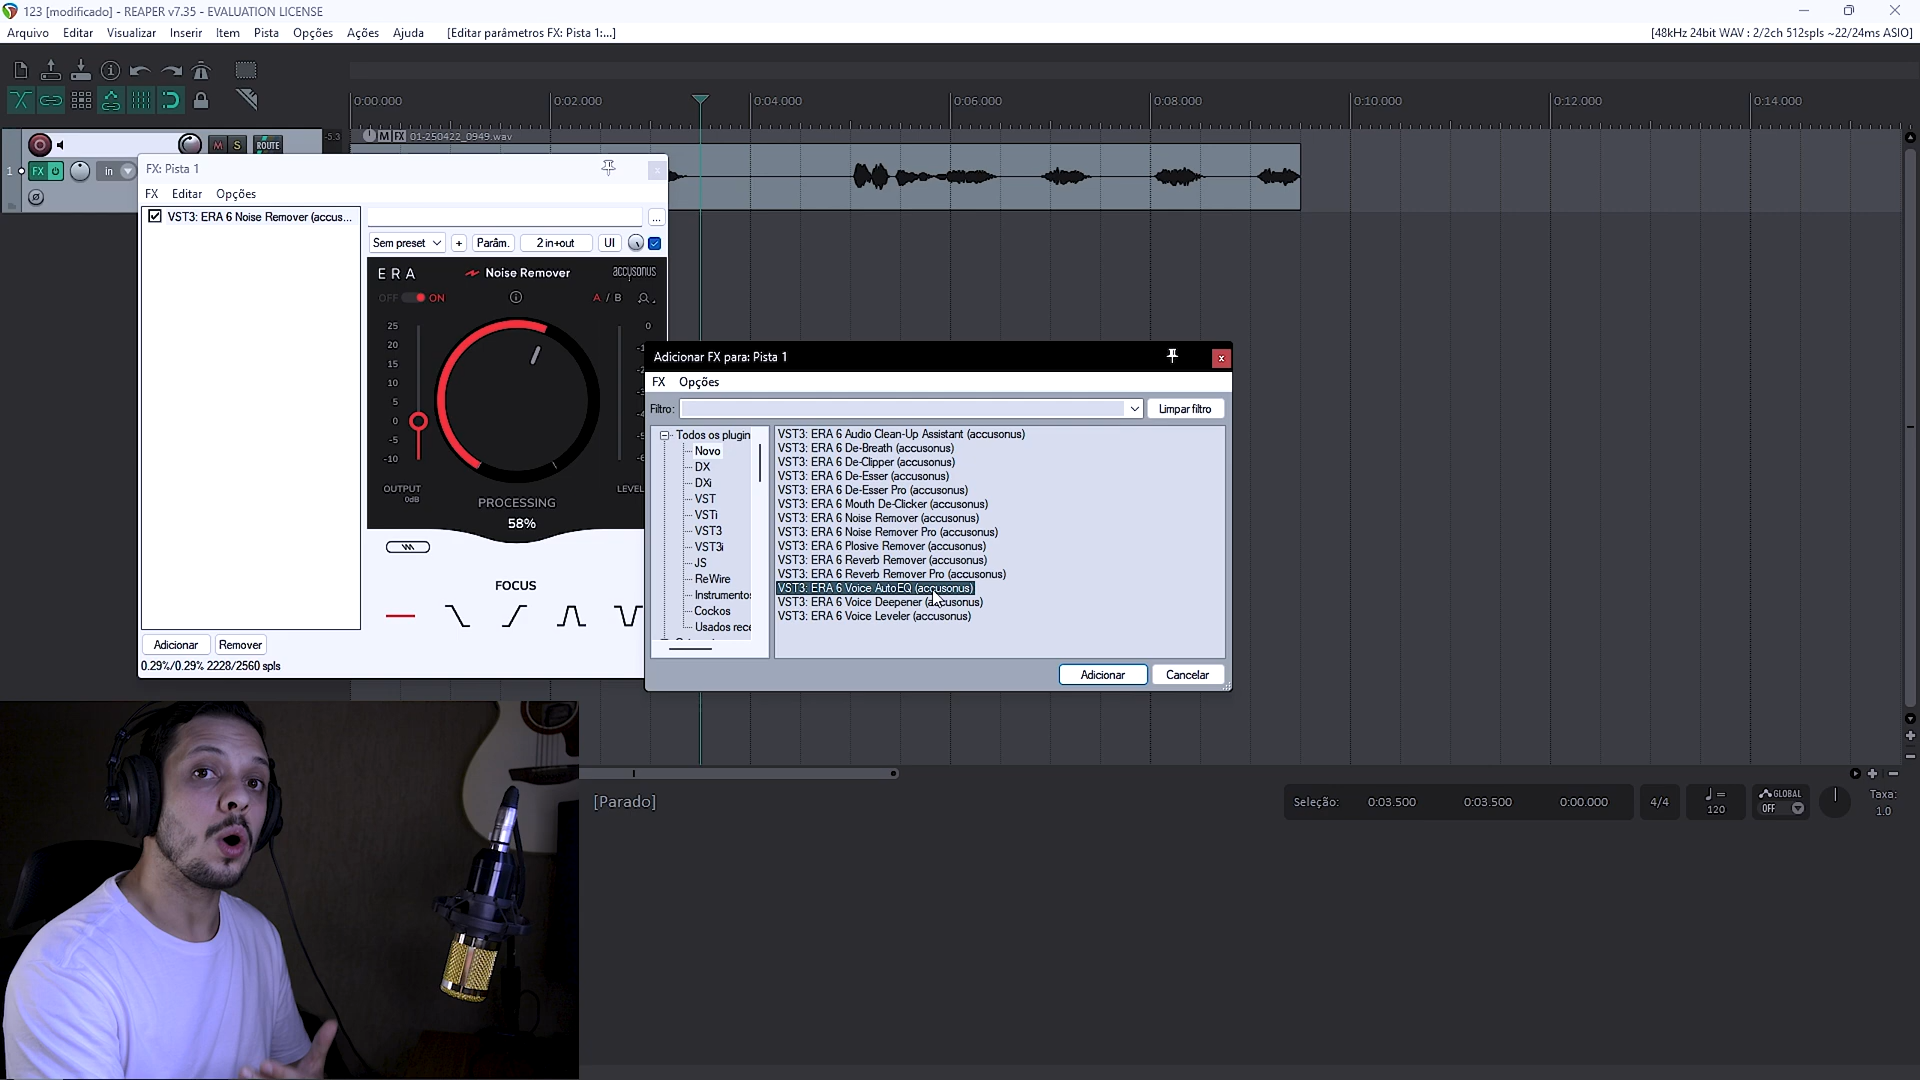 123 [modificado] - REAPER v7.35 - EVALUATION LICENSE
Arquivo Editar Visualizar Inserir Item Pista Opções Ações Ajuda [Editar parâmetros FX: Pista 1:...] [48kHz 24bit WAV : 2/2ch 512spls ~22/24ms ASIO]
0:00.000 0:02.000 0:04.000 0:06.000 0:08.000 0:10.000 0:12.000 0:14.000
-5.3 M FX 01-250422_0949.wav
M S ROUTE
1 FX in
FX: Pista 1
FX Editar Opções
VST3: ERA 6 Noise Remover (accus...
...
Sem preset + Parâm. 2 in+out UI
ERA Noise Remover accusonus
OFF ON A / B
25
20
15
10
5
0
-5
-10
0
OUTPUT
0dB
LEVEL
PROCESSING
58%
FOCUS
Adicionar Remover
0.29%/0.29% 2228/2560 spls
Adicionar FX para: Pista 1
x
FX Opções
Filtro: Limpar filtro
Todos os plugin
Novo
DX
DXi
VST
VSTi
VST3
VST3i
JS
ReWire
Instrumentos
Cockos
Usados rece
VST3: ERA 6 Audio Clean-Up Assistant (accusonus)
VST3: ERA 6 De-Breath (accusonus)
VST3: ERA 6 De-Clipper (accusonus)
VST3: ERA 6 De-Esser (accusonus)
VST3: ERA 6 De-Esser Pro (accusonus)
VST3: ERA 6 Mouth De-Clicker (accusonus)
VST3: ERA 6 Noise Remover (accusonus)
VST3: ERA 6 Noise Remover Pro (accusonus)
VST3: ERA 6 Plosive Remover (accusonus)
VST3: ERA 6 Reverb Remover (accusonus)
VST3: ERA 6 Reverb Remover Pro (accusonus)
VST3: ERA 6 Voice AutoEQ (accusonus)
VST3: ERA 6 Voice Deepener (accusonus)
VST3: ERA 6 Voice Leveler (accusonus)
Adicionar Cancelar
[Parado]
Seleção: 0:03.500 0:03.500 0:00.000 4/4
120
GLOBAL
OFF
Taxa:
1.0